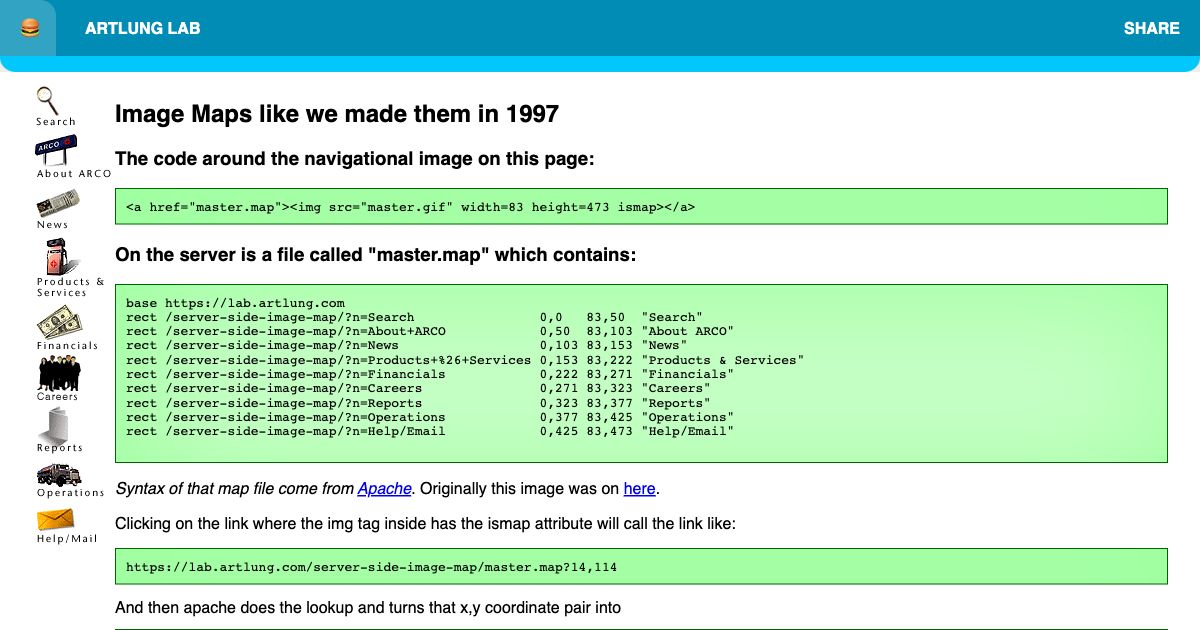 ARTLUNG LAB
SHARE
Search
ARCO
About ARCO
News
Products &
Services
Financials
Careers
Reports
Operations
Help/Mail
Image Maps like we made them in 1997
The code around the navigational image on this page:
<a href="master.map"><img src="master.gif" width=83 height=473 ismap></a>
On the server is a file called "master.map" which contains:
base https://lab.artlung.com
rect /server-side-image-map/?n=Search                0,0   83,50  "Search"
rect /server-side-image-map/?n=About+ARCO            0,50  83,103 "About ARCO"
rect /server-side-image-map/?n=News                  0,103 83,153 "News"
rect /server-side-image-map/?n=Products+%26+Services 0,153 83,222 "Products & Services"
rect /server-side-image-map/?n=Financials            0,222 83,271 "Financials"
rect /server-side-image-map/?n=Careers               0,271 83,323 "Careers"
rect /server-side-image-map/?n=Reports               0,323 83,377 "Reports"
rect /server-side-image-map/?n=Operations            0,377 83,425 "Operations"
rect /server-side-image-map/?n=Help/Email            0,425 83,473 "Help/Email"
Syntax of that map file come from Apache. Originally this image was on here.
Clicking on the link where the img tag inside has the ismap attribute will call the link like:
https://lab.artlung.com/server-side-image-map/master.map?14,114
And then apache does the lookup and turns that x,y coordinate pair into